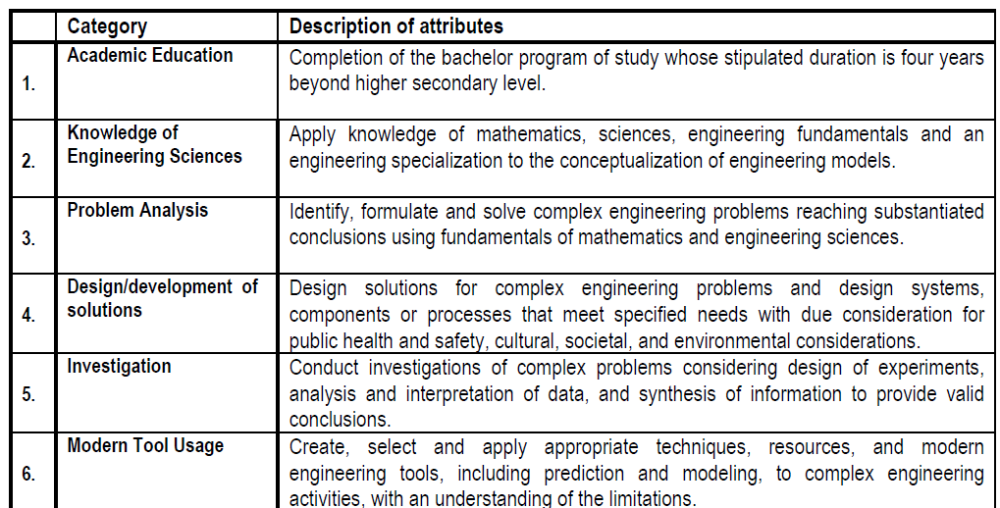 Category Description of attributes
1. Academic Education Completion of the bachelor program of study whose stipulated duration is four years
beyond higher secondary level.
2. Knowledge of Apply knowledge of mathematics, sciences, engineering fundamentals and an
Engineering Sciences engineering specialization to the conceptualization of engineering models.
3. Problem Analysis Identify, formulate and solve complex engineering problems reaching substantiated
conclusions using fundamentals of mathematics and engineering sciences.
4. Design/development of Design solutions for complex engineering problems and design systems,
solutions components or processes that meet specified needs with due consideration for
public health and safety, cultural, societal, and environmental considerations.
5. Investigation Conduct investigations of complex problems considering design of experiments,
analysis and interpretation of data, and synthesis of information to provide valid
conclusions.
6. Modern Tool Usage Create, select and apply appropriate techniques, resources, and modern
engineering tools, including prediction and modeling, to complex engineering
activities, with an understanding of the limitations.